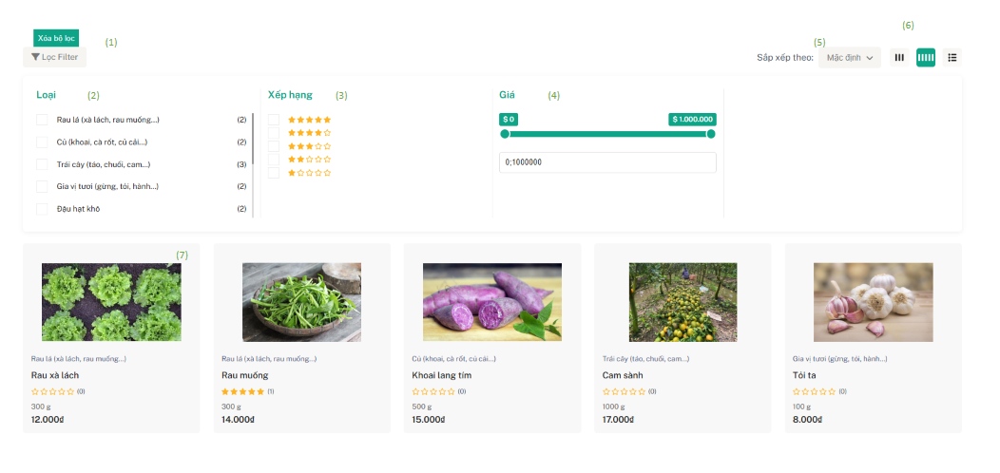 (6)
Xóa bộ lọc
(1)
(5)
Lọc Filter
Sắp xếp theo: Mặc định
Loại (2)
Xếp hạng (3)
Giá (4)
Rau lá (xà lách, rau muống...) (2)
Củ (khoai, cà rốt, củ cải...) (2)
Trái cây (táo, chuối, cam...) (3)
Gia vị tươi (gừng, tỏi, hành...) (2)
Đậu hạt khô (2)
$ 0
$ 1.000.000
0;1000000
(7)
Rau lá (xà lách, rau muống...)
Rau xà lách
(0)
300 g
12.000đ
Rau lá (xà lách, rau muống...)
Rau muống
(1)
300 g
14.000đ
Củ (khoai, cà rốt, củ cải...)
Khoai lang tím
(0)
500 g
15.000đ
Trái cây (táo, chuối, cam...)
Cam sành
(0)
1000 g
17.000đ
Gia vị tươi (gừng, tỏi, hành...)
Tỏi ta
(0)
100 g
8.000đ